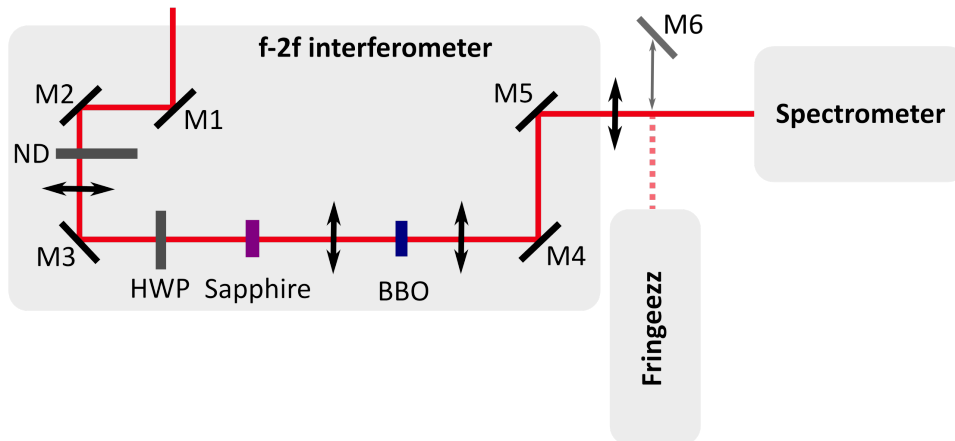 f-2f interferometer
M6
M2
M1
M5
Spectrometer
ND
M3
HWP
Sapphire
BBO
M4
Fringeezz